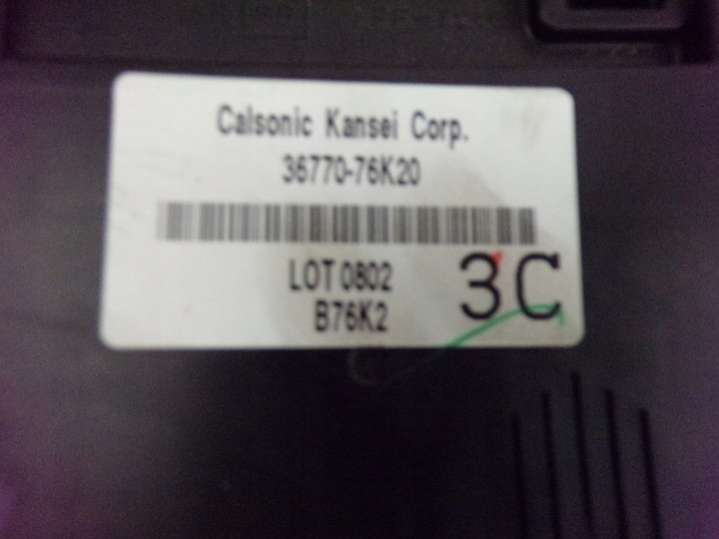 Calsonic Kansei Corp.
36770-76K20
LOT 0802
B76K2
3C